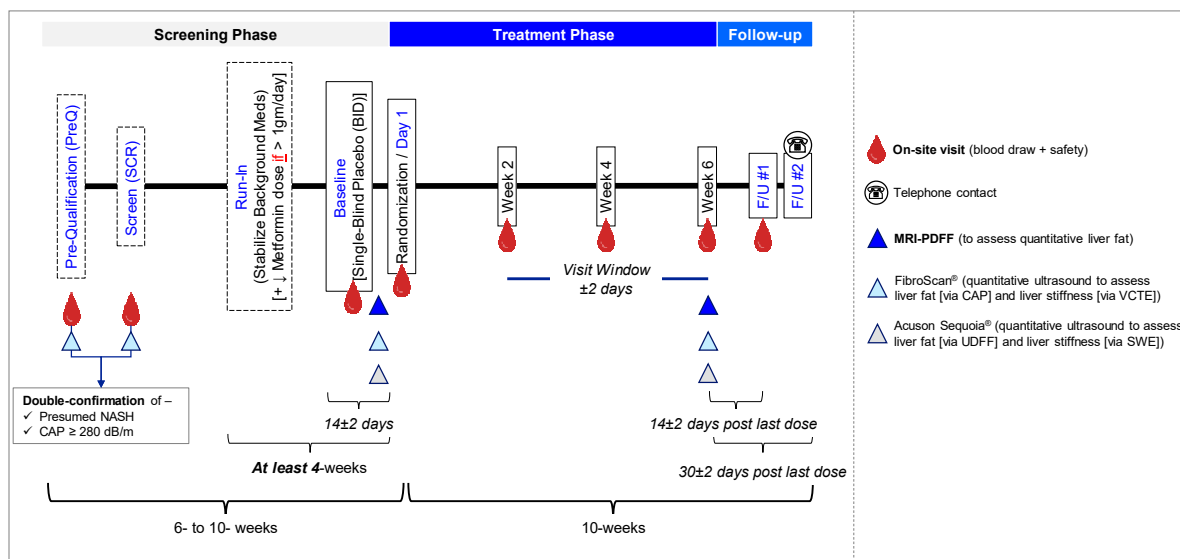 Screening Phase
Treatment Phase
Follow-up
Pre-Qualification (PreQ)
Screen (SCR)
Run-In
(Stabilize Background Meds)
[+ ↓ Metformin dose if > 1gm/day]
Baseline
[Single-Blind Placebo (BID)]
Randomization / Day 1
Week 2
Week 4
Week 6
F/U #1
F/U #2
Visit Window
±2 days
Double-confirmation of –
✓ Presumed NASH
✓ CAP ≥ 280 dB/m
14±2 days
At least 4-weeks
6- to 10- weeks
14±2 days post last dose
30±2 days post last dose
10-weeks
On-site visit (blood draw + safety)
Telephone contact
MRI-PDFF (to assess quantitative liver fat)
FibroScan® (quantitative ultrasound to assess
liver fat [via CAP] and liver stiffness [via VCTE])
Acuson Sequoia® (quantitative ultrasound to assess
liver fat [via UDFF] and liver stiffness [via SWE])